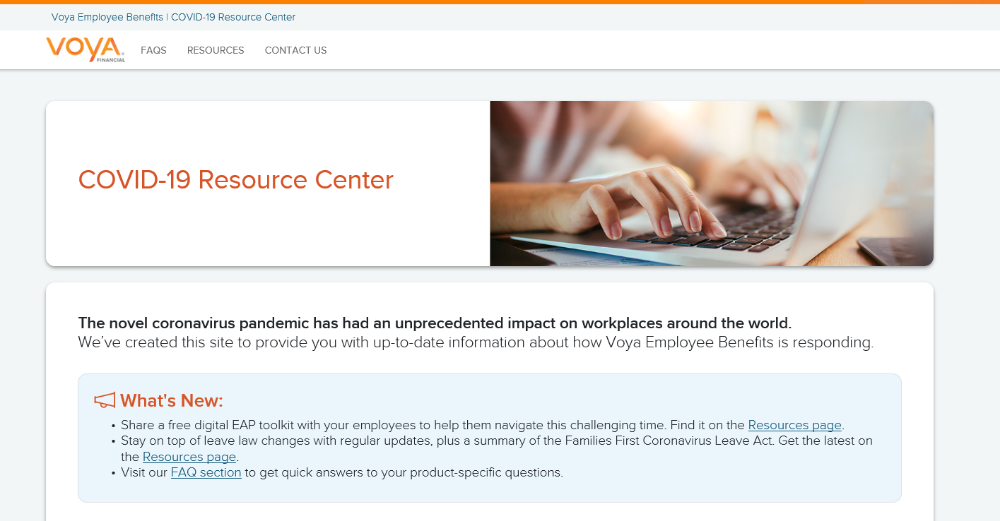 Voya Employee Benefits | COVID-19 Resource Center
VOYA® FINANCIAL
FAQS RESOURCES CONTACT US
COVID-19 Resource Center
The novel coronavirus pandemic has had an unprecedented impact on workplaces around the world.
We've created this site to provide you with up-to-date information about how Voya Employee Benefits is responding.
What's New:
• Share a free digital EAP toolkit with your employees to help them navigate this challenging time. Find it on the Resources page.
• Stay on top of leave law changes with regular updates, plus a summary of the Families First Coronavirus Leave Act. Get the latest on
the Resources page.
• Visit our FAQ section to get quick answers to your product-specific questions.